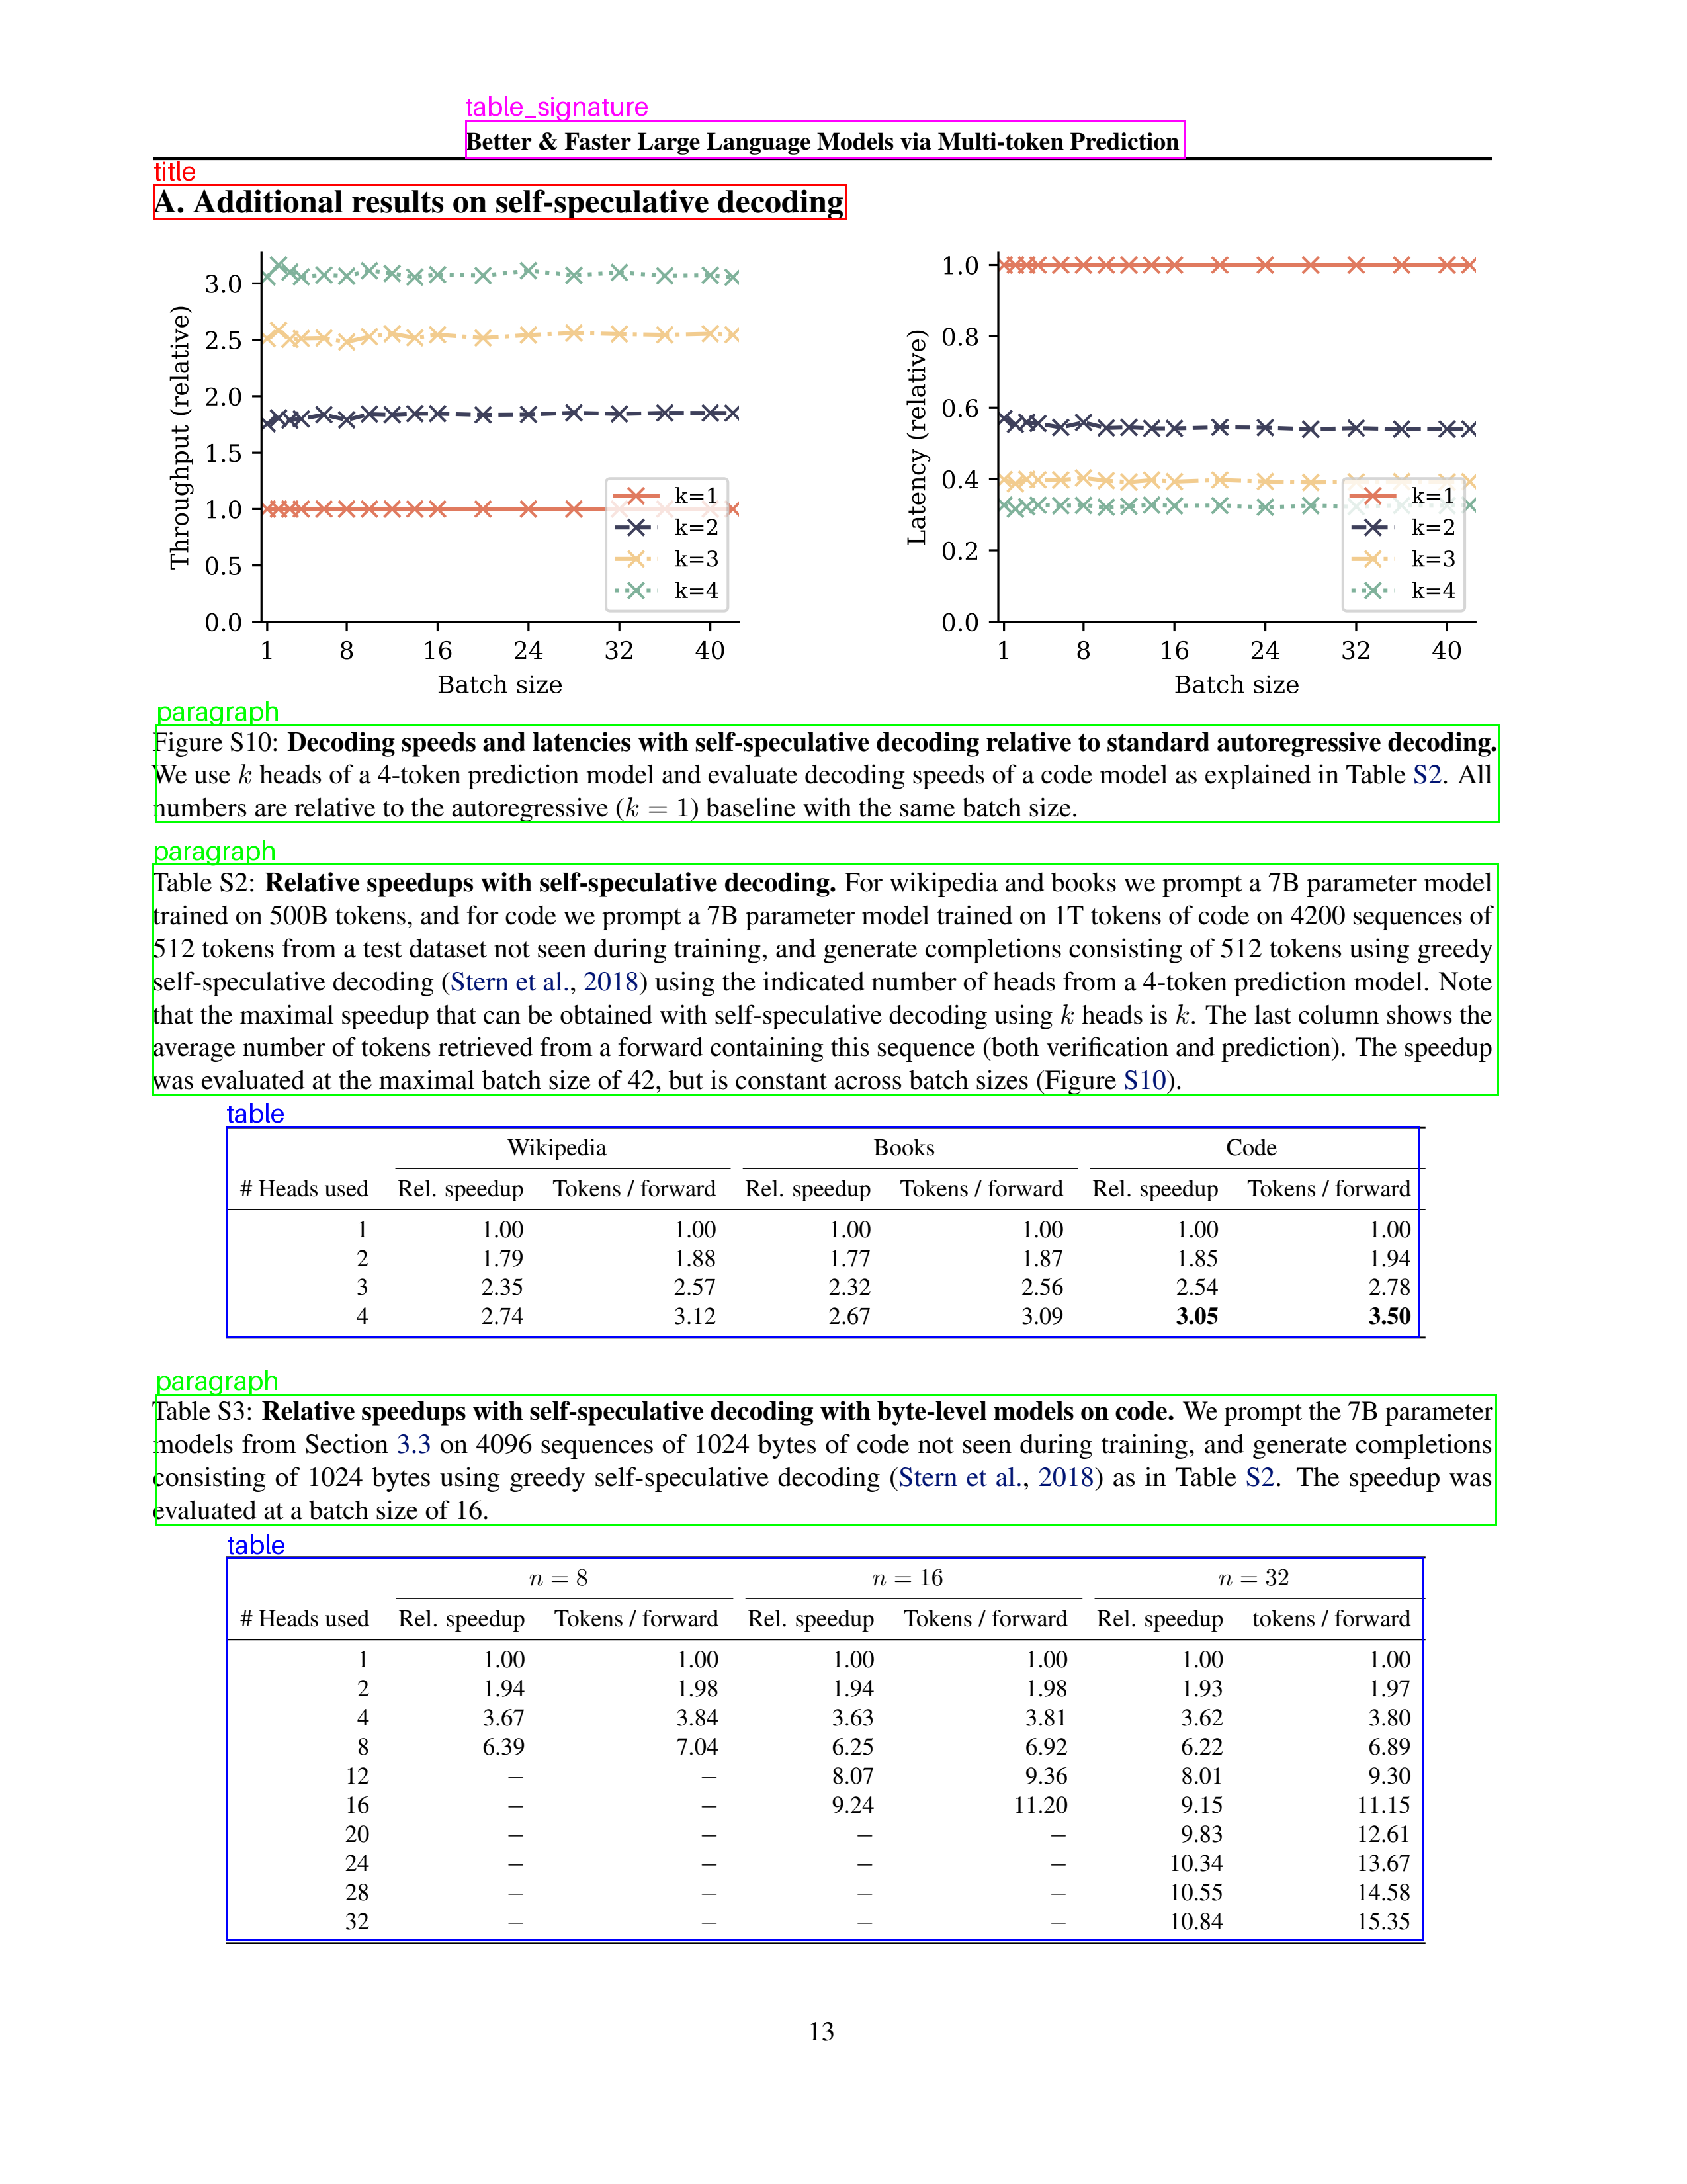 table_signature
Better & Faster Large Language Models via Multi-token Prediction
title
A. Additional results on self-speculative decoding
3.0
2.5
2.0
1.5
1.0
0.5
0.0
Throughput (relative)
k=1
k=2
k=3
k=4
1 8 16 24 32 40
Batch size
1.0
0.8
0.6
0.4
0.2
0.0
Latency (relative)
k=1
k=2
k=3
k=4
1 8 16 24 32 40
Batch size
paragraph
Figure S10: Decoding speeds and latencies with self-speculative decoding relative to standard autoregressive decoding.
We use k heads of a 4-token prediction model and evaluate decoding speeds of a code model as explained in Table S2. All
numbers are relative to the autoregressive (k = 1) baseline with the same batch size.
paragraph
Table S2: Relative speedups with self-speculative decoding. For wikipedia and books we prompt a 7B parameter model
trained on 500B tokens, and for code we prompt a 7B parameter model trained on 1T tokens of code on 4200 sequences of
512 tokens from a test dataset not seen during training, and generate completions consisting of 512 tokens using greedy
self-speculative decoding (Stern et al., 2018) using the indicated number of heads from a 4-token prediction model. Note
that the maximal speedup that can be obtained with self-speculative decoding using k heads is k. The last column shows the
average number of tokens retrieved from a forward containing this sequence (both verification and prediction). The speedup
was evaluated at the maximal batch size of 42, but is constant across batch sizes (Figure S10).
table
Wikipedia Books Code
# Heads used Rel. speedup Tokens / forward Rel. speedup Tokens / forward Rel. speedup Tokens / forward
1 1.00 1.00 1.00 1.00 1.00 1.00
2 1.79 1.88 1.77 1.87 1.85 1.94
3 2.35 2.57 2.32 2.56 2.54 2.78
4 2.74 3.12 2.67 3.09 3.05 3.50
paragraph
Table S3: Relative speedups with self-speculative decoding with byte-level models on code. We prompt the 7B parameter
models from Section 3.3 on 4096 sequences of 1024 bytes of code not seen during training, and generate completions
consisting of 1024 bytes using greedy self-speculative decoding (Stern et al., 2018) as in Table S2. The speedup was
evaluated at a batch size of 16.
table
n = 8 n = 16 n = 32
# Heads used Rel. speedup Tokens / forward Rel. speedup Tokens / forward Rel. speedup tokens / forward
1 1.00 1.00 1.00 1.00 1.00 1.00
2 1.94 1.98 1.94 1.98 1.93 1.97
4 3.67 3.84 3.63 3.81 3.62 3.80
8 6.39 7.04 6.25 6.92 6.22 6.89
12 – – 8.07 9.36 8.01 9.30
16 – – 9.24 11.20 9.15 11.15
20 – – – – 9.83 12.61
24 – – – – 10.34 13.67
28 – – – – 10.55 14.58
32 – – – – 10.84 15.35
13